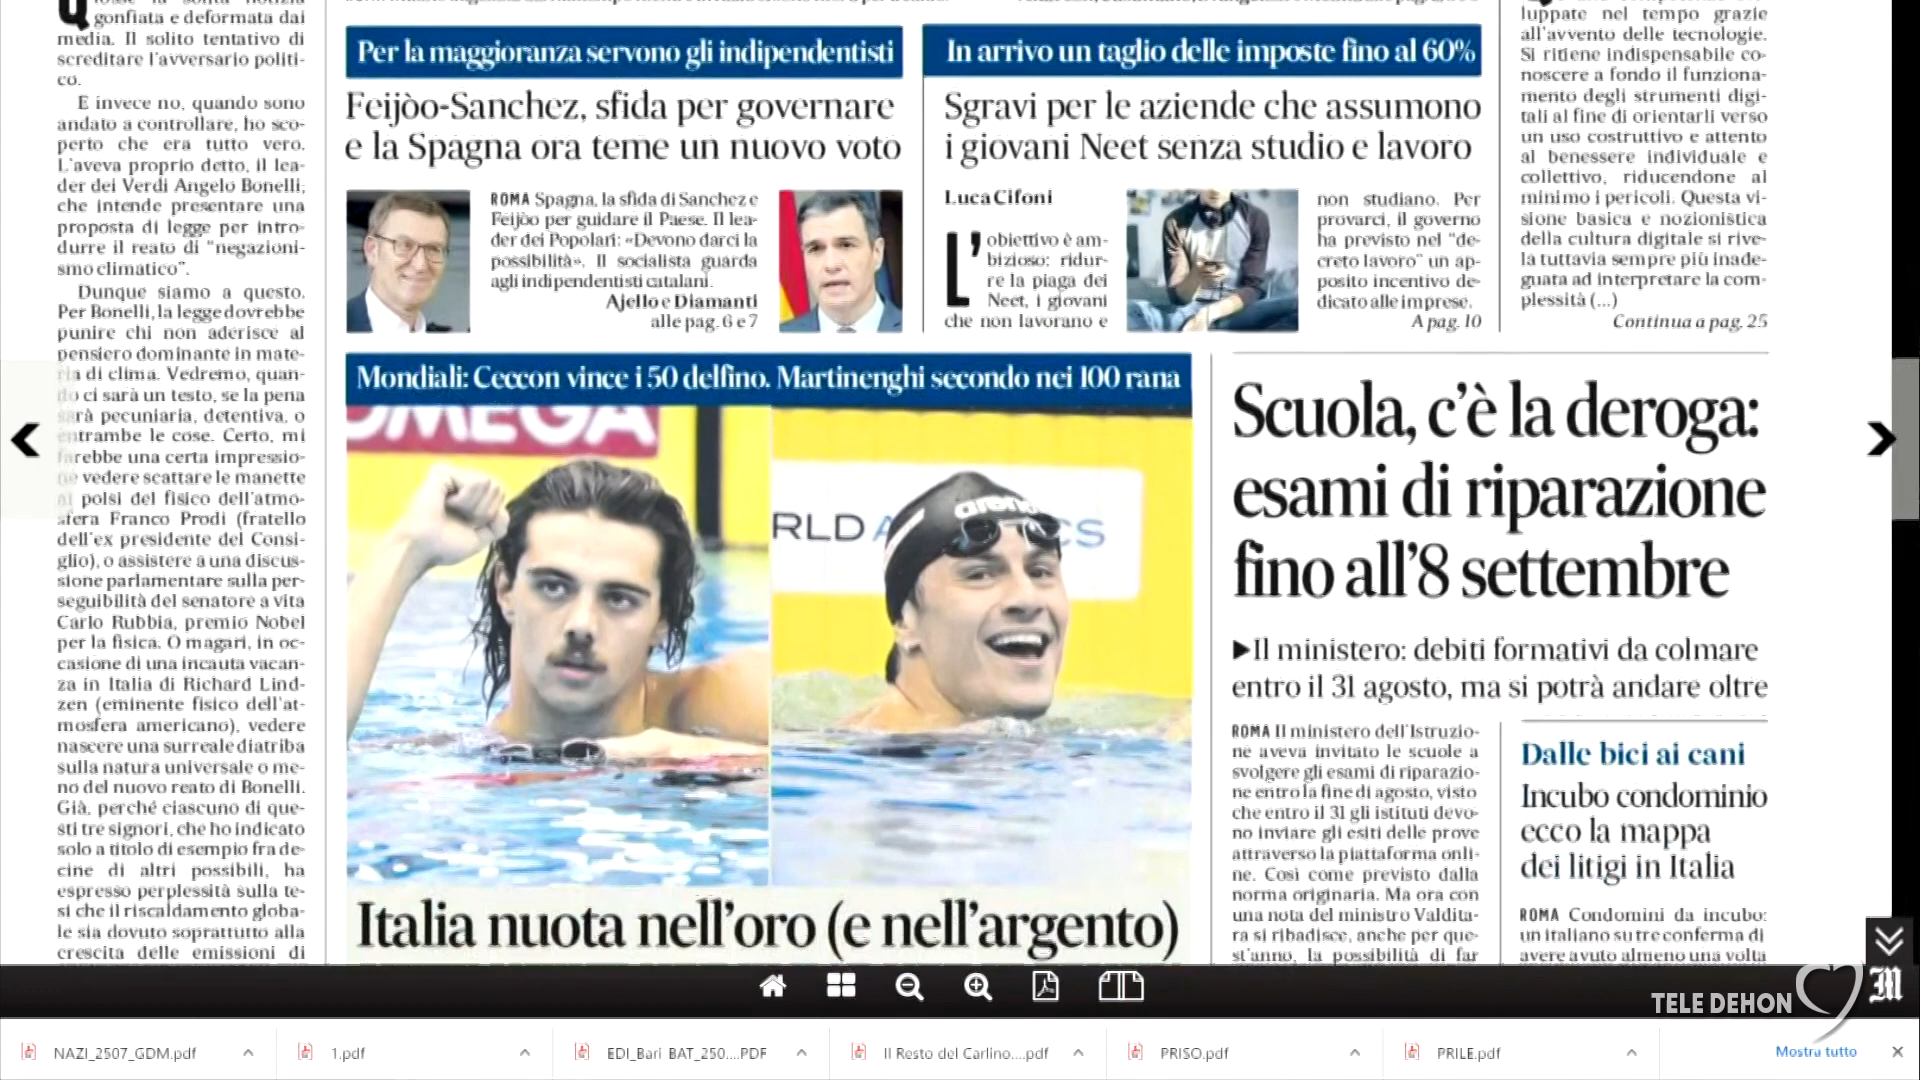 gonfiata e deformata dai
media. Il solito tentativo di
screditare l'avversario politi-
co.
E invece no, quando sono
andato a controllare, ho sco-
perto che era tutto vero.
L'aveva proprio detto, il lea-
der dei Verdi Angelo Bonelli,
che intende presentare una
proposta di legge per intro-
durre il reato di "negazioni-
smo climatico".
Dunque siamo a questo.
Per Bonelli, la legge dovrebbe
punire chi non aderisce al
pensiero dominante in mate-
ria di clima. Vedremo, quan-
do ci sarà un testo, se la pena
sarà pecuniaria, detentiva, o
entrambe le cose. Certo, mi
farebbe una certa impressio-
ne vedere scattare le manette
ai polsi del fisico dell'atmo-
sfera Franco Prodi (fratello
dell'ex presidente del Consi-
glio), o assistere a una discus-
sione parlamentare sulla per-
seguibilità del senatore a vita
Carlo Rubbia, premio Nobel
per la fisica. O magari, in oc-
casione di una incauta vacan-
za in Italia di Richard Lind-
zen (eminente fisico dell'at-
mosfera americano), vedere
nascere una surreale diatriba
sulla natura universale o me-
no del nuovo reato di Bonelli.
Già, perché ciascuno di que-
sti tre signori, che ho indicato
solo a titolo di esempio fra de-
cine di altri possibili, ha
espresso perplessità sulla te-
si che il riscaldamento globa-
le sia dovuto soprattutto alla
crescita delle emissioni di
Per la maggioranza servono gli indipendentisti
Feijòo-Sanchez, sfida per governare
e la Spagna ora teme un nuovo voto
ROMA Spagna, la sfida di Sanchez e
Feijòo per guidare il Paese. Il lea-
der dei Popolari: «Devono darci la
possibilità». Il socialista guarda
agli indipendentisti catalani.
Ajello e Diamanti
alle pag. 6 e 7
In arrivo un taglio delle imposte fino al 60%
Sgravi per le aziende che assumono
i giovani Neet senza studio e lavoro
Luca Cifoni
L'obiettivo è am-
bizioso: ridur-
re la piaga dei
Neet, i giovani
che non lavorano e
non studiano. Per
provarci, il governo
ha previsto nel "de-
creto lavoro" un ap-
posito incentivo de-
dicato alle imprese.
A pag. 10
luppate nel tempo grazie
all'avvento delle tecnologie.
Si ritiene indispensabile co-
noscere a fondo il funziona-
mento degli strumenti digi-
tali al fine di orientarli verso
un uso costruttivo e attento
al benessere individuale e
collettivo, riducendone al
minimo i pericoli. Questa vi-
sione basica e nozionistica
della cultura digitale si rive-
la tuttavia sempre più inade-
guata ad interpretare la com-
plessità (...)
Continua a pag. 25
Mondiali: Ceccon vince i 50 delfino. Martinenghi secondo nei 100 rana
OMEGA
RLD A CS
arena
Italia nuota nell'oro (e nell'argento)
Scuola, c'è la deroga:
esami di riparazione
fino all'8 settembre
►Il ministero: debiti formativi da colmare
entro il 31 agosto, ma si potrà andare oltre
ROMA Il ministero dell'Istruzio-
ne aveva invitato le scuole a
svolgere gli esami di riparazio-
ne entro la fine di agosto, visto
che entro il 31 gli istituti devo-
no inviare gli esiti delle prove
attraverso la piattaforma onli-
ne. Così come previsto dalla
norma originaria. Ma ora con
una nota del ministro Valdita-
ra si ribadisce, anche per que-
st'anno, la possibilità di far
Dalle bici ai cani
Incubo condominio
ecco la mappa
dei litigi in Italia
ROMA Condomini da incubo:
un italiano su tre conferma di
avere avuto almeno una volta
TELE DEHON
M
NAZI_2507_GDM.pdf
1.pdf
EDI_Bari BAT_250....PDF
Il Resto del Carlino....pdf
PRISO.pdf
PRILE.pdf
Mostra tutto